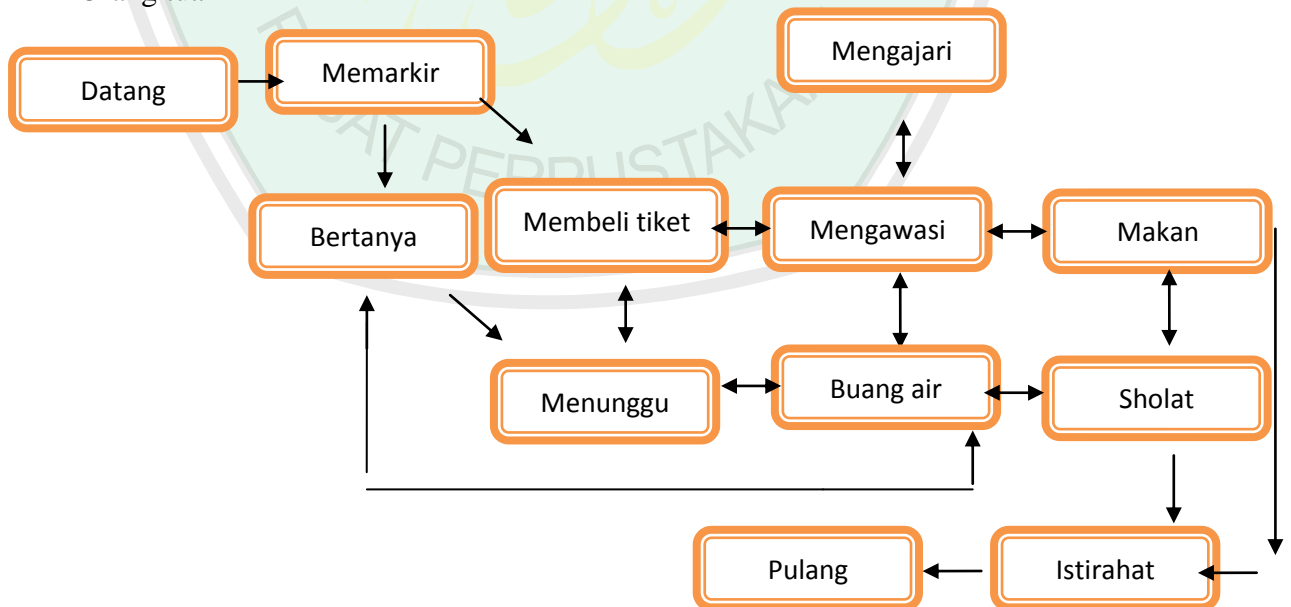 Mengajari
Memarkir
Datang
Membeli tiket
Mengawasi
Makan
Bertanya
Menunggu
Buang air
Sholat
Pulang
Istirahat